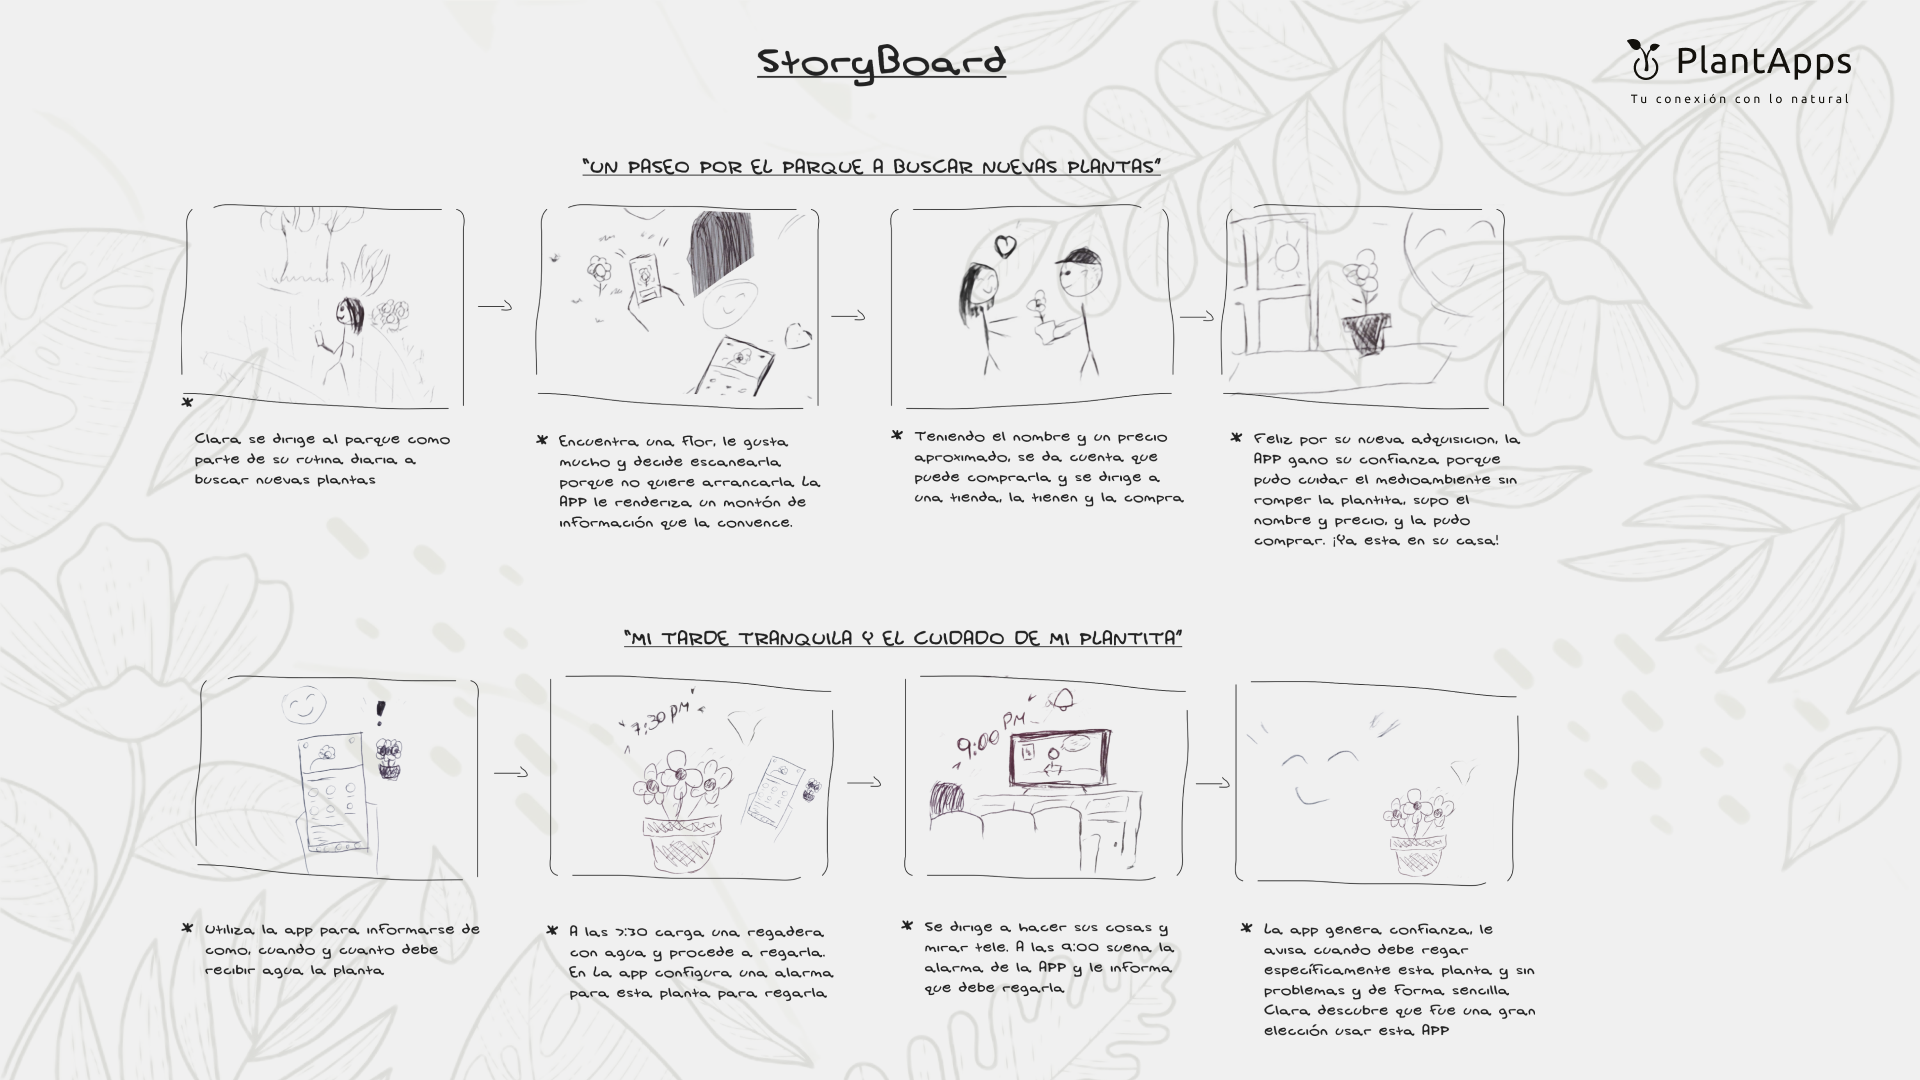 StoryBoard
PlantApps
Tu conexión con lo natural
"UN PASEO POR EL PARQUE A BUSCAR NUEVAS PLANTAS"
* Clara se dirige al parque como
parte de su rutina diaria a
buscar nuevas plantas
* Encuentra una flor, le gusta
mucho y decide escanearla
porque no quiere arrancarla La
APP le renderiza un montón de
información que la convence.
* Teniendo el nombre y un precio
aproximado, se da cuenta que
puede comprarla y se dirige a
una tienda, la tienen y la compra
* Feliz por su nueva adquisicion, la
APP gano su confianza porque
pudo cuidar el medioambiente sin
romper la plantita, supo el
nombre y precio, y la pudo
comprar. ¡Ya esta en su casa!
"MI TARDE TRANQUILA Y EL CUIDADO DE MI PLANTITA"
!
7:30 PM
9:00 PM
* Utiliza la app para informarse de
como, cuando y cuanto debe
recibir agua la planta
* A las 7:30 carga una regadera
con agua y procede a regarla.
En La app configura una alarma
para esta planta para regarla
* Se dirige a hacer sus cosas y
mirar tele. A las 9:00 suena la
alarma de la APP y le informa
que debe regarla
* La app genera confianza, le
avisa cuando debe regar
específicamente esta planta y sin
problemas y de forma sencilla
Clara descubre que fue una gran
elección usar esta APP